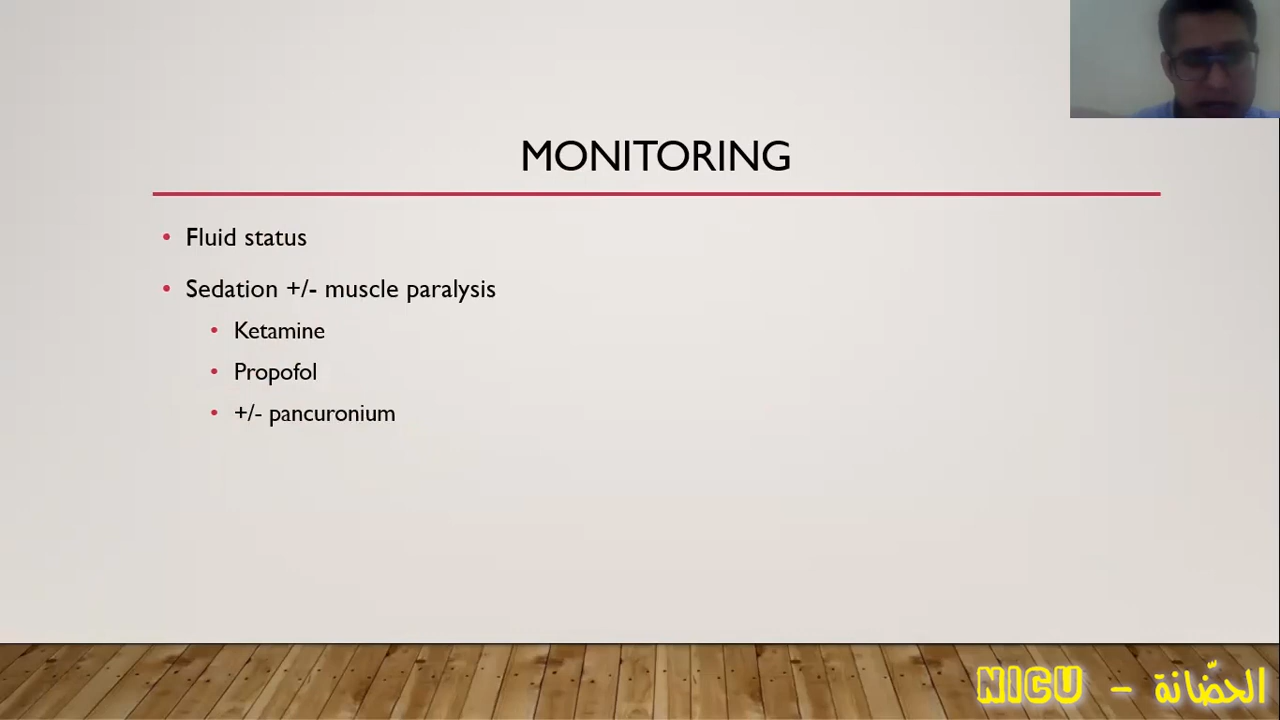 MONITORING
• Fluid status
• Sedation +/- muscle paralysis
• Ketamine
• Propofol
• +/- pancuronium
NICU - الحضّانة